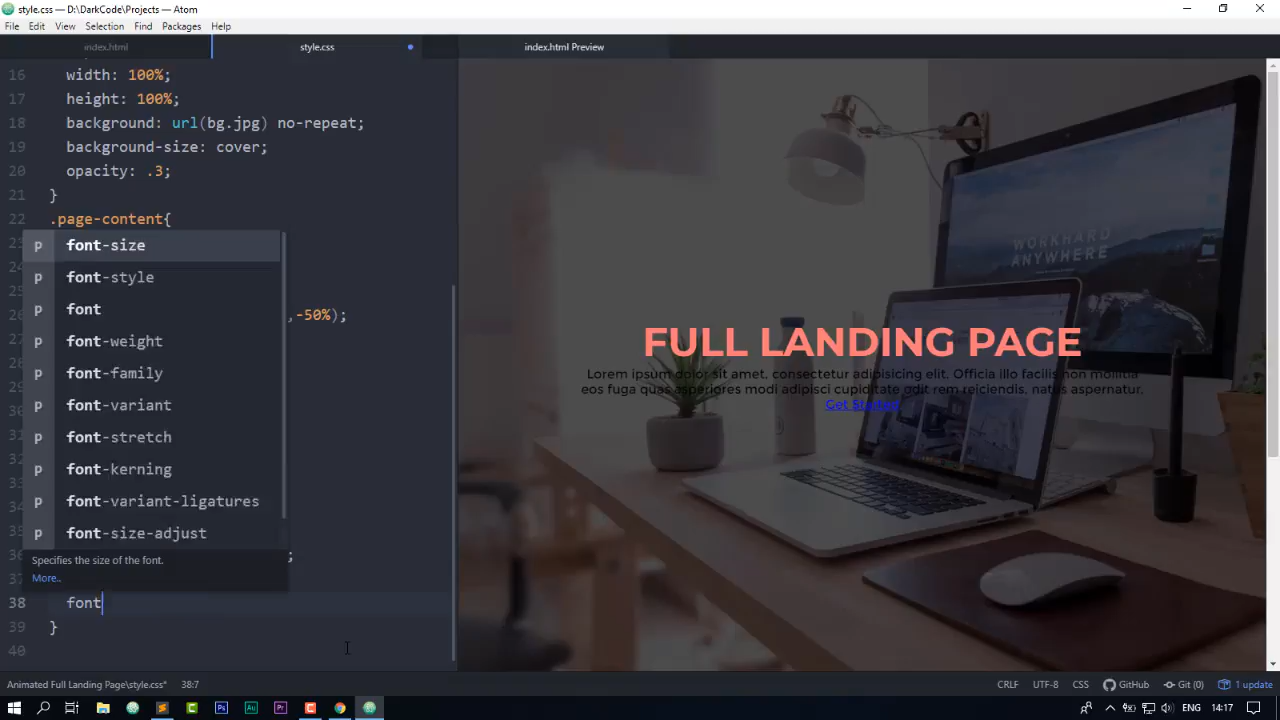 style.css — D:\DarkCode\Projects — Atom
File Edit View Selection Find Packages Help
index.html style.css index.html Preview
16 width: 100%;
17 height: 100%;
18 background: url(bg.jpg) no-repeat;
19 background-size: cover;
20 opacity: .3;
21 }
22 .page-content{
p font-size
p font-style
p font
,-50%);
p font-weight
p font-family
p font-variant
p font-stretch
p font-kerning
p font-variant-ligatures
p font-size-adjust
;
Specifies the size of the font.
More..
38 font
39 }
40
WORKHARD
ANYWHERE
FULL LANDING PAGE
Lorem ipsum dolor sit amet, consectetur adipisicing elit. Officia illo facilis non mollitia
eos fuga quas asperiores modi adipisci cupiditate odit rem reiciendis, natus aspernatur.
Get Started
Animated Full Landing Page\style.css* 38:7 CRLF UTF-8 CSS GitHub Git (0) 1 update
ENG 14:17